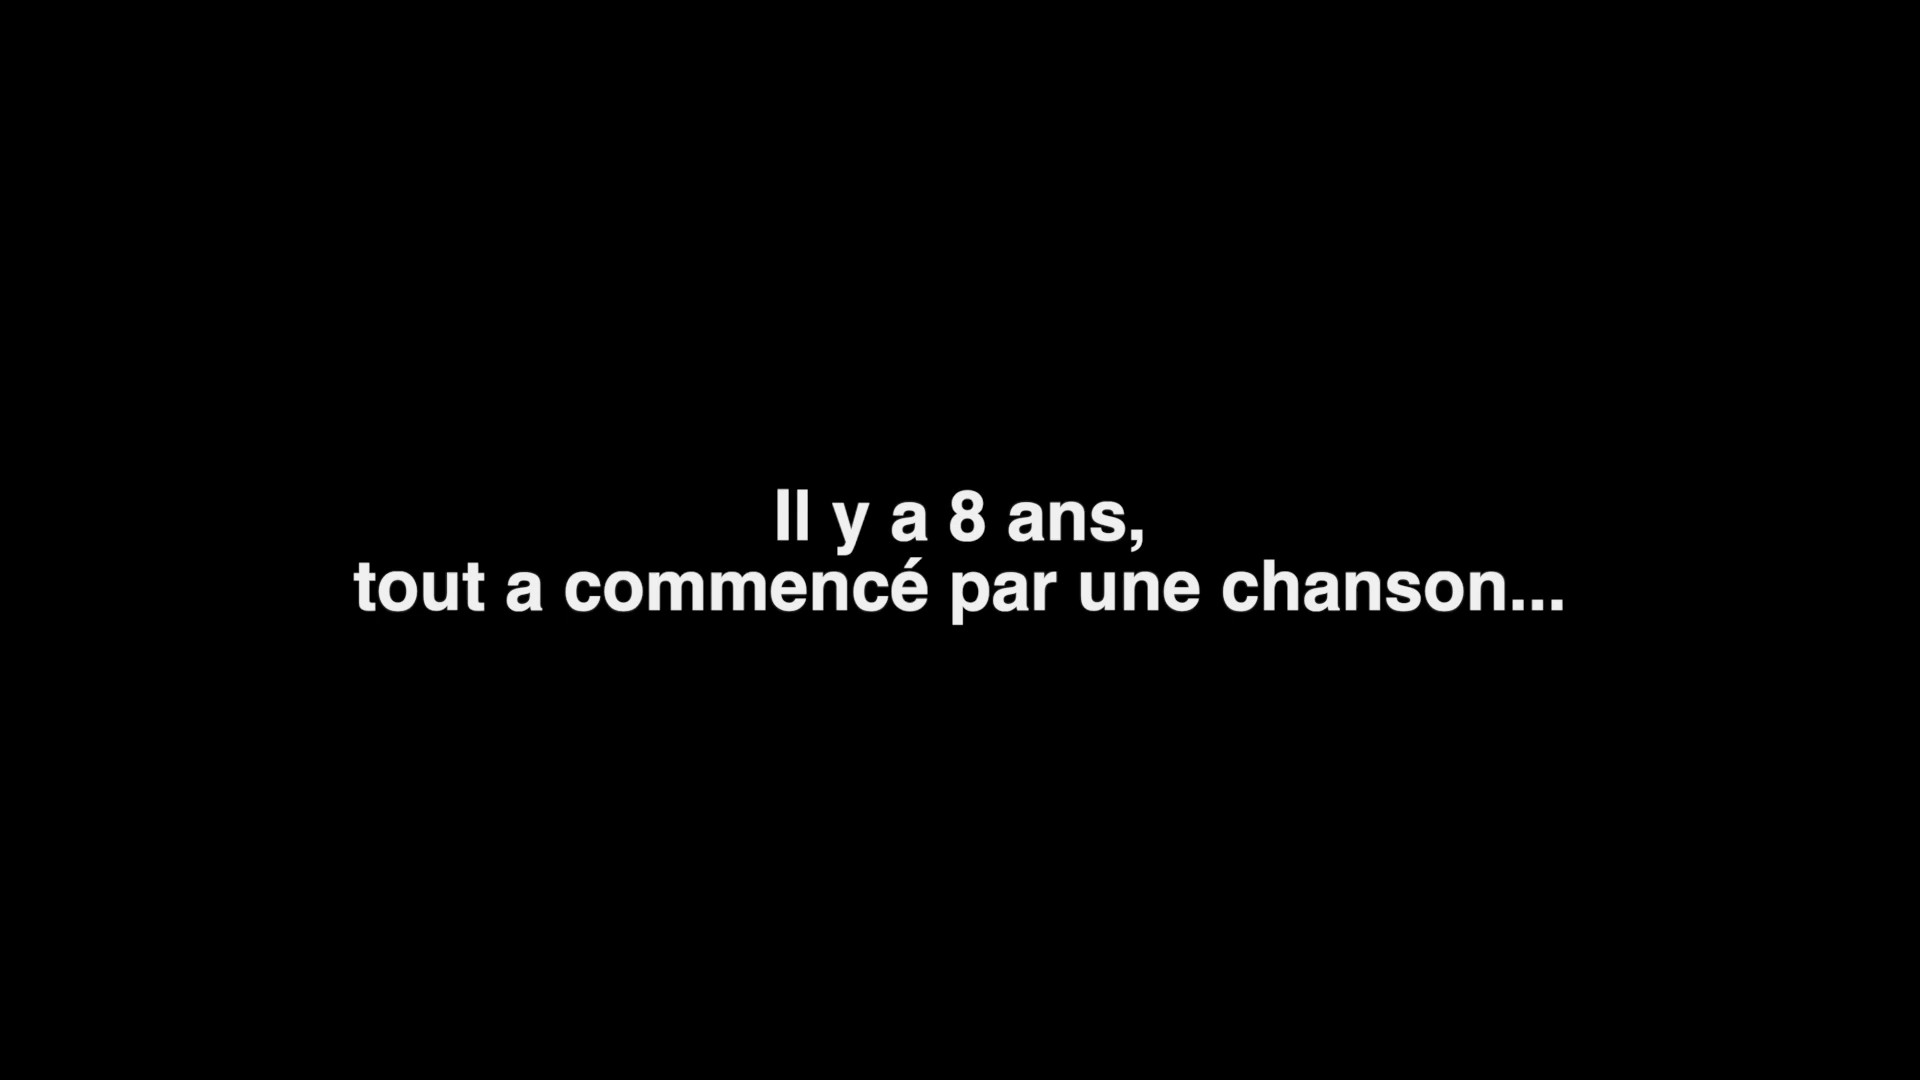 Il y a 8 ans,
tout a commencé par une chanson...